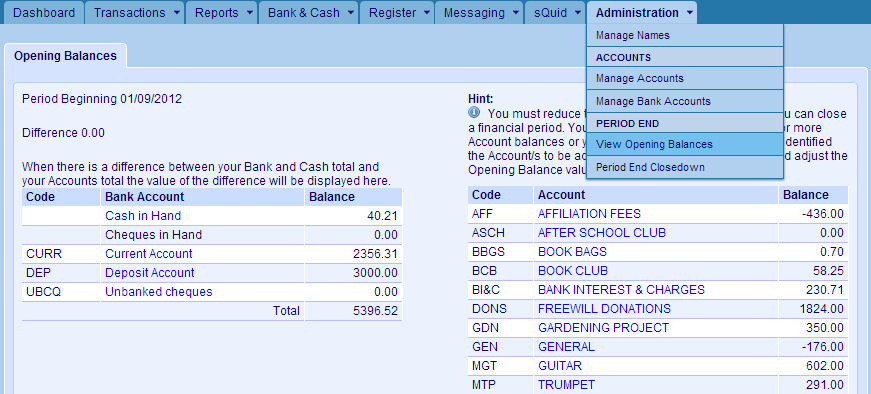 Dashboard Transactions Reports Bank & Cash Register Messaging sQuid Administration
Manage Names
ACCOUNTS
Manage Accounts
Manage Bank Accounts
PERIOD END
View Opening Balances
Period End Closedown
Opening Balances
Period Beginning 01/09/2012
Difference 0.00
When there is a difference between your Bank and Cash total and
your Accounts total the value of the difference will be displayed here.
Code Bank Account Balance
Cash in Hand 40.21
Cheques in Hand 0.00
CURR Current Account 2356.31
DEP Deposit Account 3000.00
UBCQ Unbanked cheques 0.00
Total 5396.52
Hint:
You must reduce can close
a financial period. You or more
Account balances or identified
the Account/s to be adjust the
Opening Balance
Code Account Balance
AFF AFFILIATION FEES -436.00
ASCH AFTER SCHOOL CLUB 0.00
BBGS BOOK BAGS 0.70
BCB BOOK CLUB 58.25
BI&C BANK INTEREST & CHARGES 230.71
DONS FREEWILL DONATIONS 1824.00
GDN GARDENING PROJECT 350.00
GEN GENERAL -176.00
MGT GUITAR 602.00
MTP TRUMPET 291.00